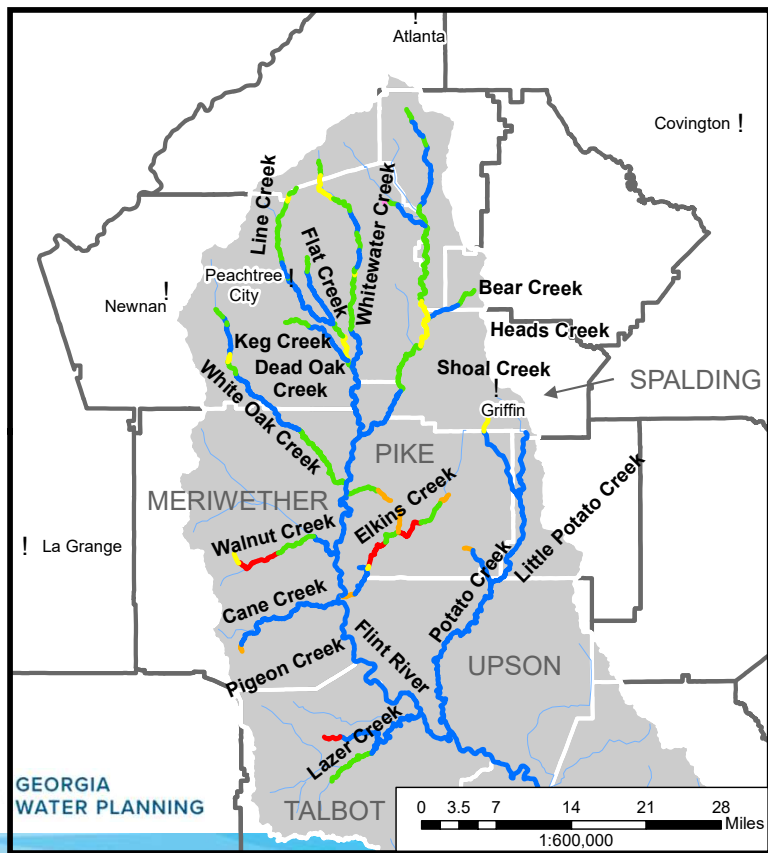 !
Atlanta
Covington !
Line Creek
Whitewater Creek
Flat Creek
Peachtree !
City
Newnan !
Bear Creek
Heads Creek
Keg Creek
Dead Oak
Creek
Shoal Creek
!
Griffin
SPALDING
White Oak Creek
PIKE
MERIWETHER
Elkins Creek
Little Potato Creek
! La Grange
Walnut Creek
Potato Creek
Cane Creek
Flint River
Pigeon Creek
UPSON
Lazer Creek
GEORGIA
WATER PLANNING
TALBOT
0 3.5 7 14 21 28
Miles
1:600,000